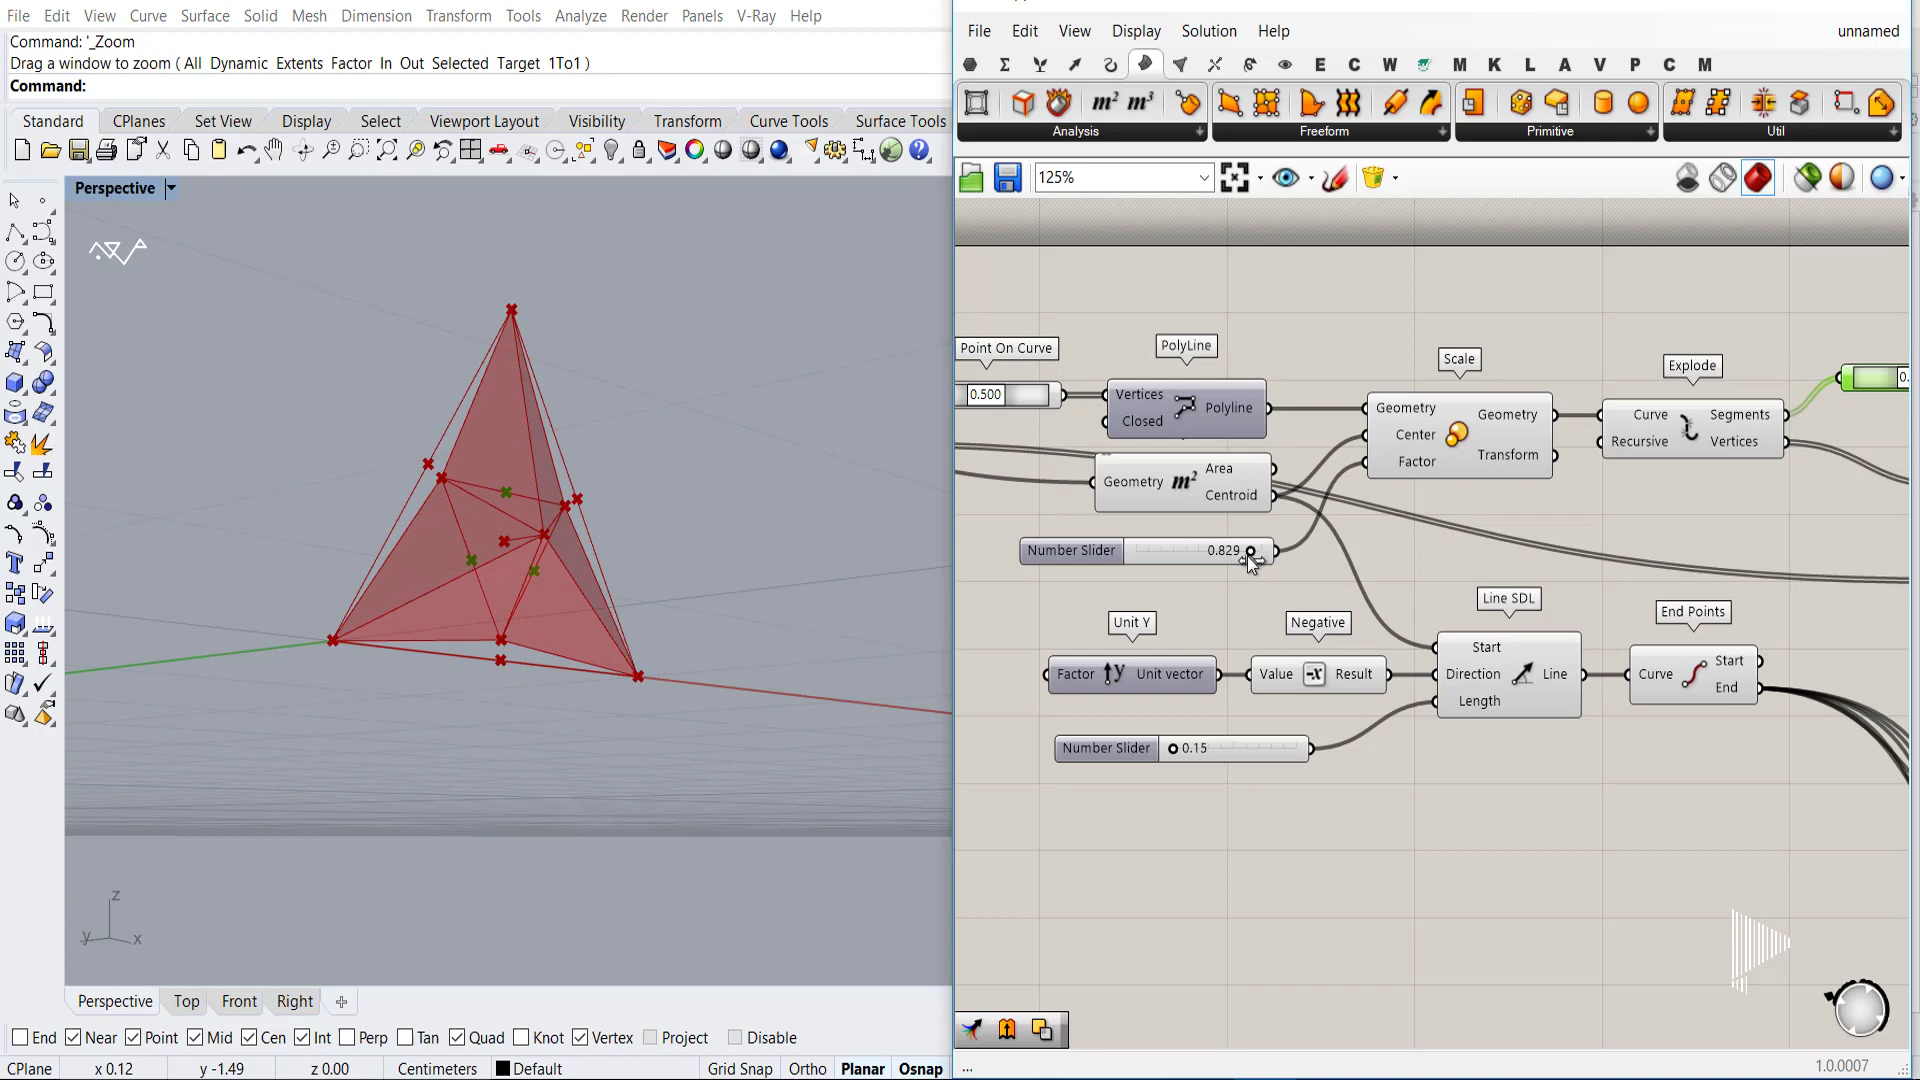 File Edit View Curve Surface Solid Mesh Dimension Transform Tools Analyze Render Panels V-Ray Help
Command: '_Zoom
Drag a window to zoom ( All Dynamic Extents Factor In Out Selected Target 1To1 )
Command:
Standard CPlanes Set View Display Select Viewport Layout Visibility Transform Curve Tools Surface Tools
Perspective
z
y x
Perspective Top Front Right
End Near Point Mid Cen Int Perp Tan Quad Knot Vertex Project Disable
CPlane x 0.12 y -1.49 z 0.00 Centimeters Default Grid Snap Ortho Planar Osnap
File Edit View Display Solution Help unnamed
Σ E C W M K L A V P C M
m² m³
Analysis Freeform Primitive Util
125%
Point On Curve
0.500
PolyLine
Vertices
Closed
Polyline
Geometry m² Area
Centroid
Number Slider 0.829
Scale
Geometry
Center
Factor
Geometry
Transform
Explode
Curve
Recursive
Segments
Vertices
0.
Unit Y
Factor y Unit vector
Negative
Value -x Result
Line SDL
Start
Direction
Length
Line
End Points
Curve
Start
End
Number Slider 0.15
...
1.0.0007